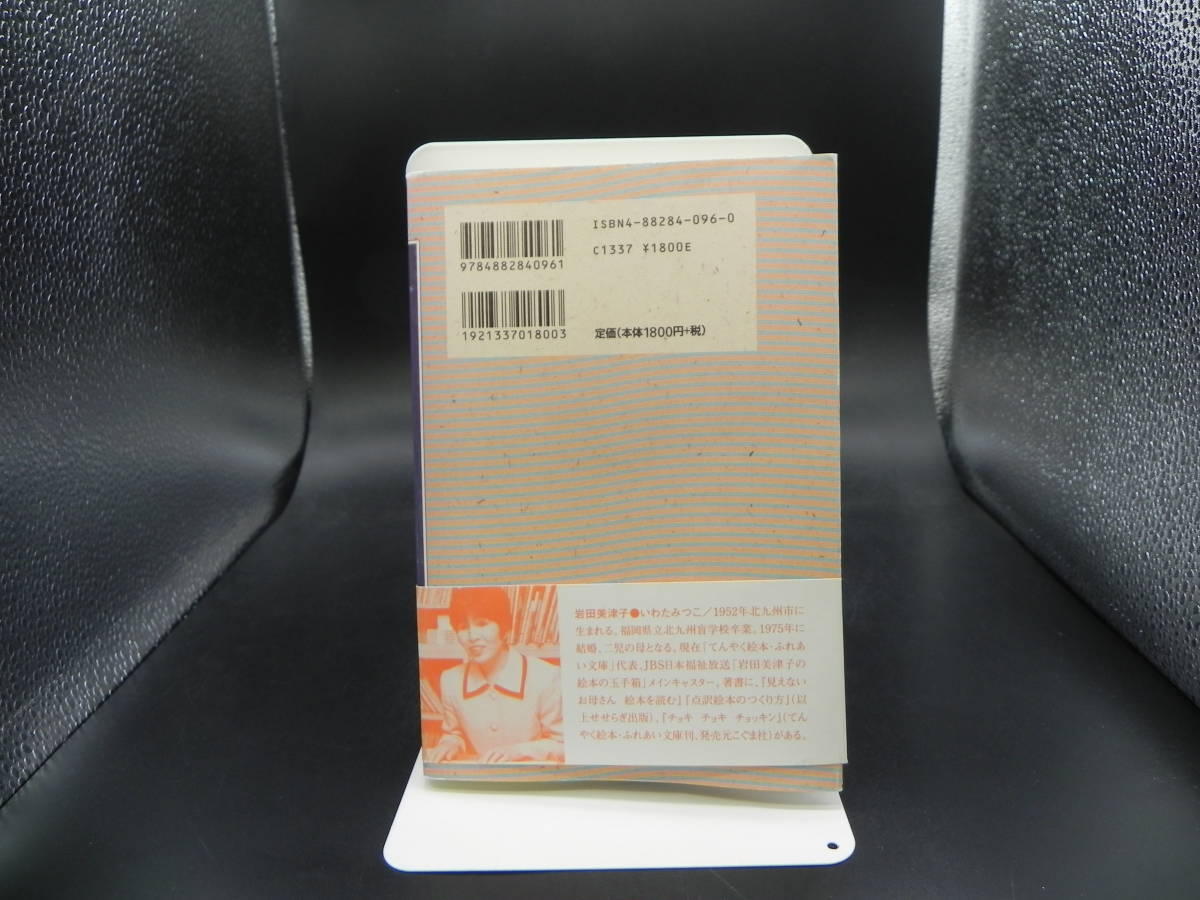 ISBN4-88284-096-0
C1337 ¥1800E
9784882840961
1921337018003
定価(本体1800円+税)
岩田美津子●いわたみつこ/1952年北九州市に
生まれる。福岡県立北九州盲学校卒業。1975年に
結婚、二児の母となる。現在「てんやく絵本・ふれあ
い文庫」代表、JBS日本福祉放送「岩田美津子の
絵本の玉手箱」メインキャスター。著書に、『見えない
お母さん 絵本を読む』『点訳絵本のつくり方』(以
上せせらぎ出版)、『チョキ チョキ チョッキン』(てん
やく絵本・ふれあい文庫刊、発売元こぐま社)がある。